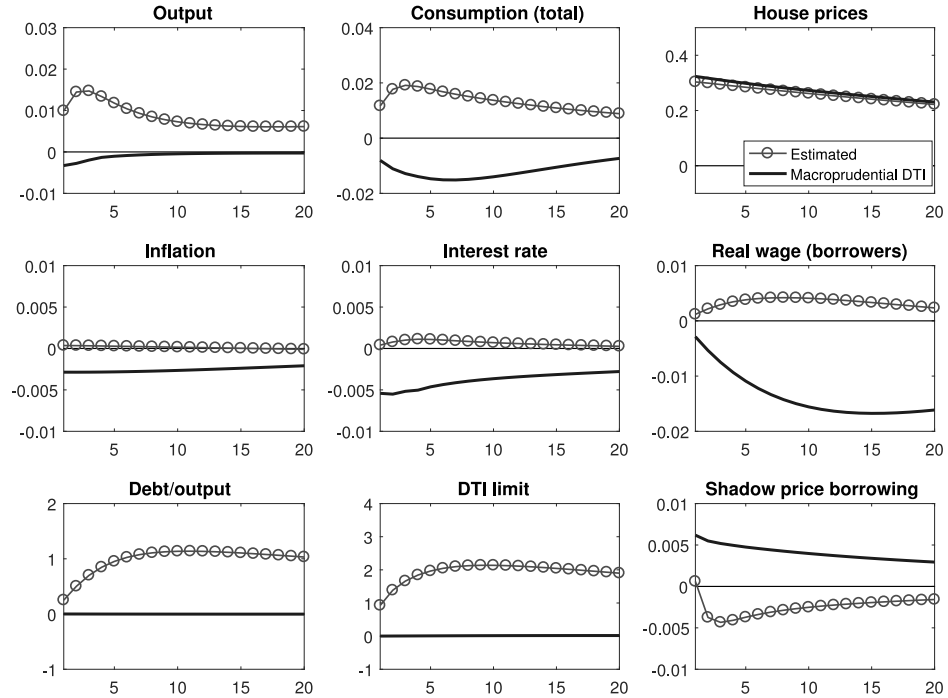 Output
0.03
0.02
0.01
0
-0.01
5 10 15 20
Consumption (total)
0.04
0.02
0
-0.02
5 10 15 20
House prices
0.4
0.2
0
Estimated
Macroprudential DTI
5 10 15 20
Inflation
0.01
0.005
0
-0.005
-0.01
5 10 15 20
Interest rate
0.01
0.005
0
-0.005
-0.01
5 10 15 20
Real wage (borrowers)
0.01
0
-0.01
-0.02
5 10 15 20
Debt/output
2
1
0
-1
5 10 15 20
DTI limit
4
3
2
1
0
-1
5 10 15 20
Shadow price borrowing
0.01
0.005
0
-0.005
-0.01
5 10 15 20